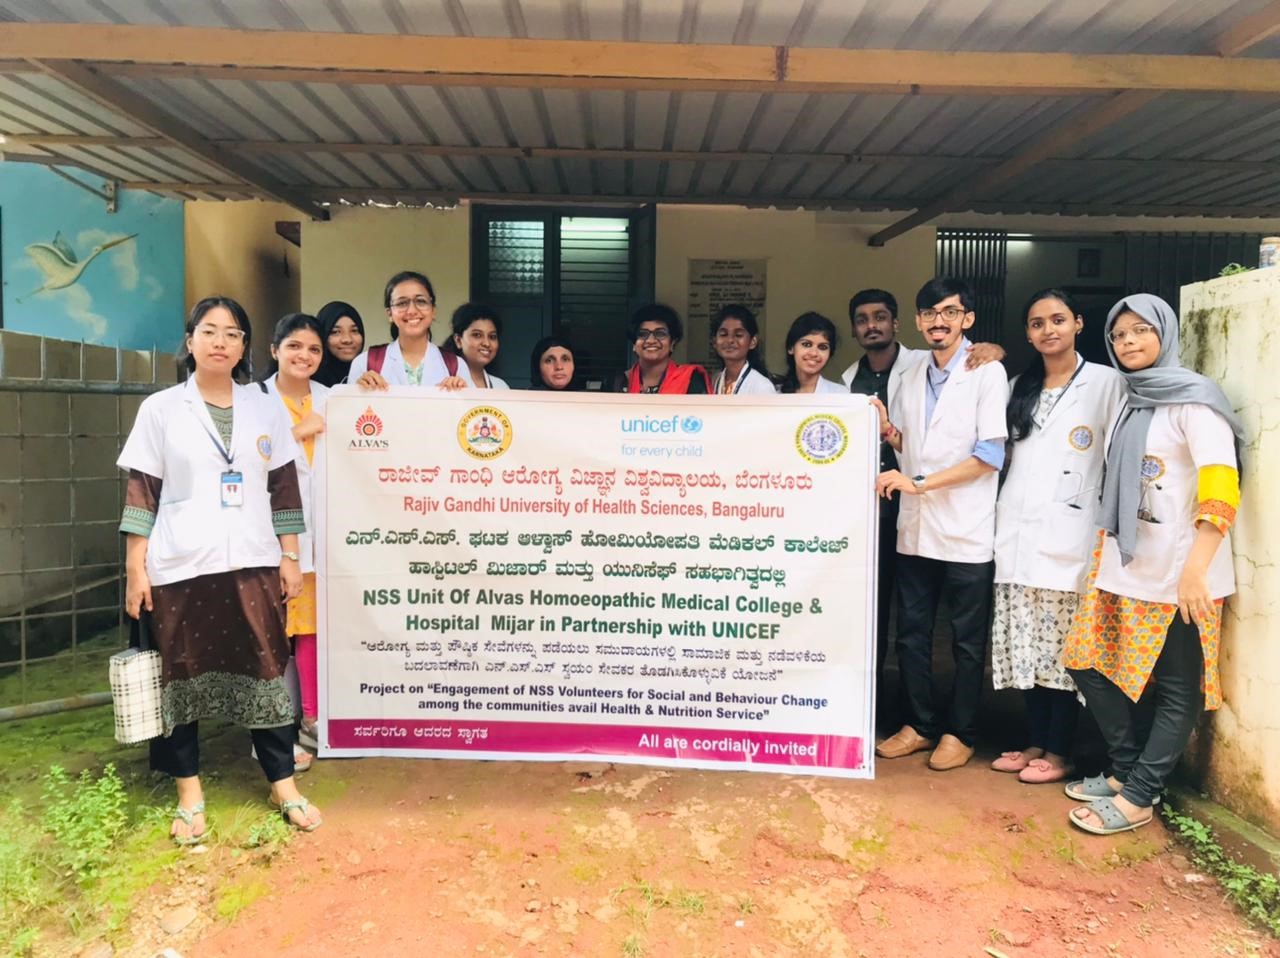 ALVA'S
GOVERNMENT OF
KARNATAKA
unicef
for every child
ರಾಜೀವ್ ಗಾಂಧಿ ಆರೋಗ್ಯ ವಿಜ್ಞಾನ ವಿಶ್ವವಿದ್ಯಾಲಯ, ಬೆಂಗಳೂರು
Rajiv Gandhi University of Health Sciences, Bangaluru
ಎನ್.ಎಸ್.ಎಸ್. ಘಟಕ ಆಳ್ವಾಸ್ ಹೋಮಿಯೋಪತಿ ಮೆಡಿಕಲ್ ಕಾಲೇಜ್
ಹಾಸ್ಪಿಟಲ್ ಮಿಜಾರ್ ಮತ್ತು ಯುನಿಸೆಫ್ ಸಹಭಾಗಿತ್ವದಲ್ಲಿ
NSS Unit Of Alvas Homoeopathic Medical College &
Hospital Mijar in Partnership with UNICEF
"ಆರೋಗ್ಯ ಮತ್ತು ಪೌಷ್ಠಿಕ ಸೇವೆಗಳನ್ನು ಪಡೆಯಲು ಸಮುದಾಯಗಳಲ್ಲಿ ಸಾಮಾಜಿಕ ಮತ್ತು ನಡೆವಳಿಕೆಯ
ಬದಲಾವಣೆಗಾಗಿ ಎನ್.ಎಸ್.ಎಸ್ ಸ್ವಯಂ ಸೇವಕರ ತೊಡಗಿಸಿಕೊಳ್ಳುವಿಕೆ ಯೋಜನೆ"
Project on "Engagement of NSS Volunteers for Social and Behaviour Change
among the communities avail Health & Nutrition Service"
ಸರ್ವರಿಗೂ ಆದರದ ಸ್ವಾಗತ
All are cordially invited